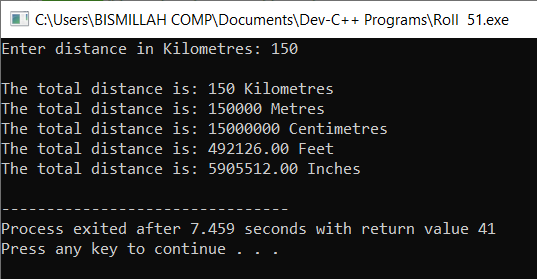 C:\Users\BISMILLAH COMP\Documents\Dev-C++ Programs\Roll  51.exe
Enter distance in Kilometres: 150
The total distance is: 150 Kilometres
The total distance is: 150000 Metres
The total distance is: 15000000 Centimetres
The total distance is: 492126.00 Feet
The total distance is: 5905512.00 Inches
--------------------------------
Process exited after 7.459 seconds with return value 41
Press any key to continue . . .